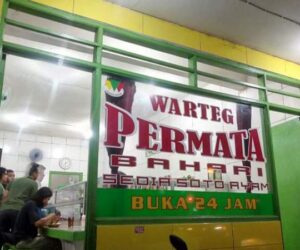 WARTEG
PERMATA
BAHARI
SEDIA SOTO AYAM
BUKA 24 JAM